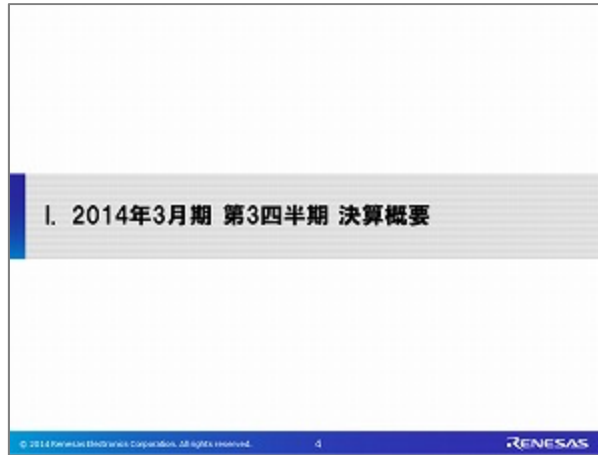 I. 2014年3月期 第3四半期 決算概要
© 2014 Renesas Electronics Corporation. All rights reserved.
4
RENESAS